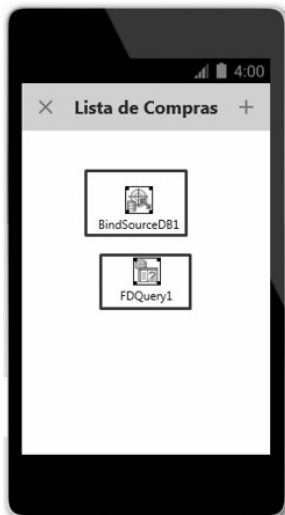 4:00
× Lista de Compras +
BindSourceDB1
FDQuery1